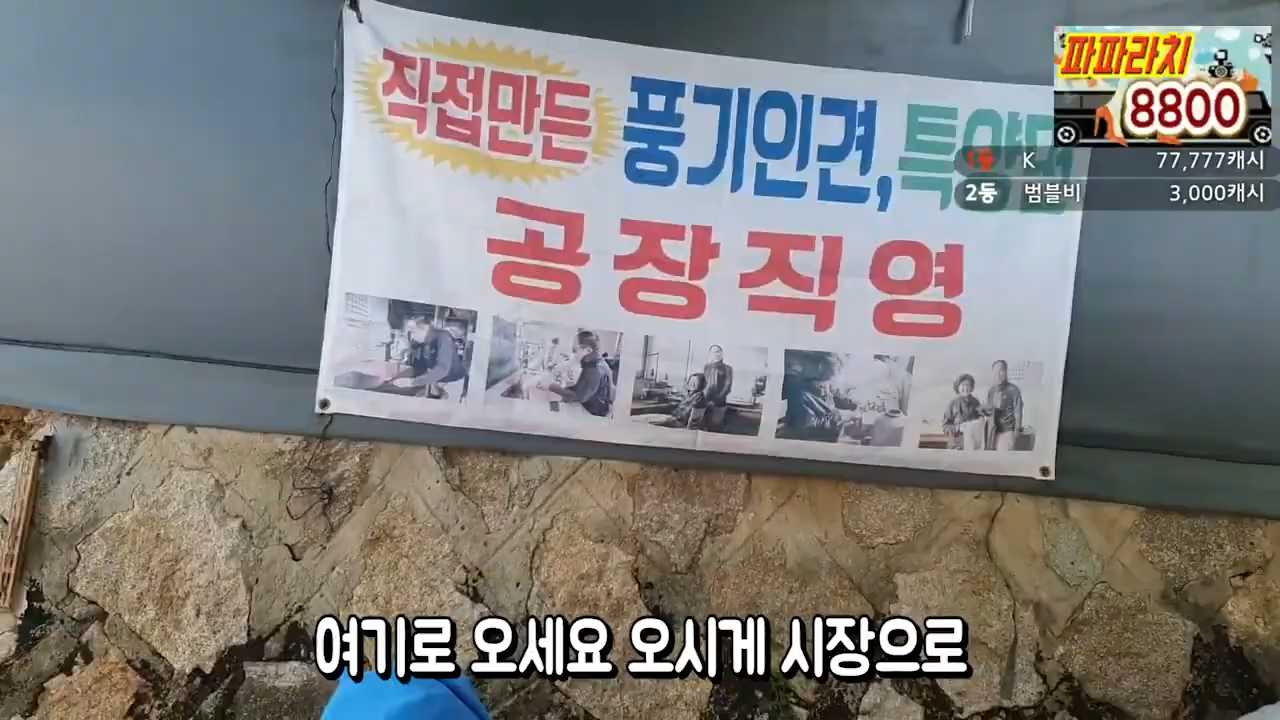 직접만든 풍기인견,
공장직영
파파라치
8800
1등 K 77,777캐시
2등 범블비 3,000캐시
여기로 오세요 오시게 시장으로